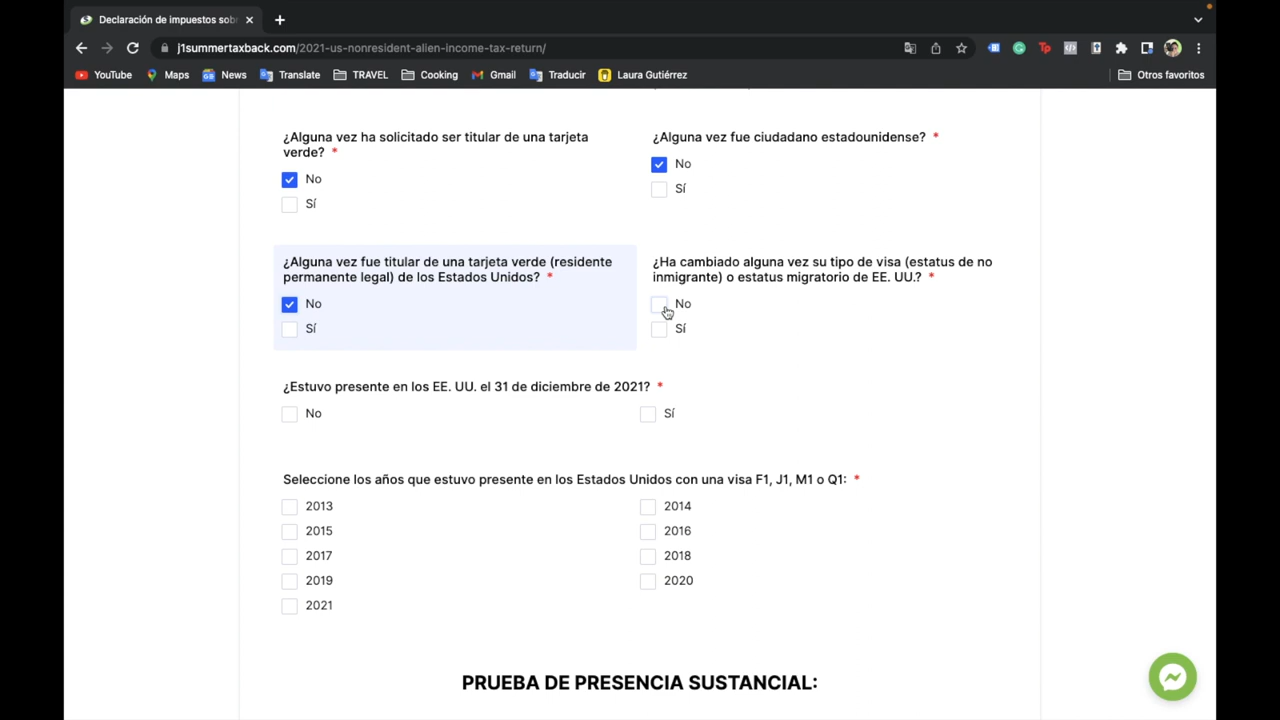 Declaración de impuestos sob
j1summertaxback.com/2021-us-nonresident-alien-income-tax-return/
YouTube Maps News Translate TRAVEL Cooking Gmail Traducir Laura Gutiérrez Otros favoritos
¿Alguna vez ha solicitado ser titular de una tarjeta
verde? *
No
Sí
¿Alguna vez fue ciudadano estadounidense? *
No
Sí
¿Alguna vez fue titular de una tarjeta verde (residente
permanente legal) de los Estados Unidos? *
No
Sí
¿Ha cambiado alguna vez su tipo de visa (estatus de no
inmigrante) o estatus migratorio de EE. UU.? *
No
Sí
¿Estuvo presente en los EE. UU. el 31 de diciembre de 2021? *
No Sí
Seleccione los años que estuvo presente en los Estados Unidos con una visa F1, J1, M1 o Q1: *
2013 2014
2015 2016
2017 2018
2019 2020
2021
PRUEBA DE PRESENCIA SUSTANCIAL: